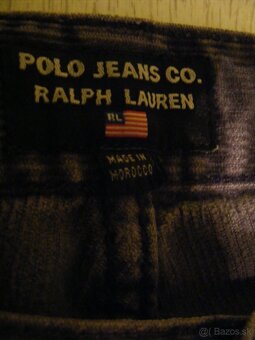 POLO JEANS CO.
RALPH LAUREN
RL
MADE IN
MOROCCO
Bazos.sk